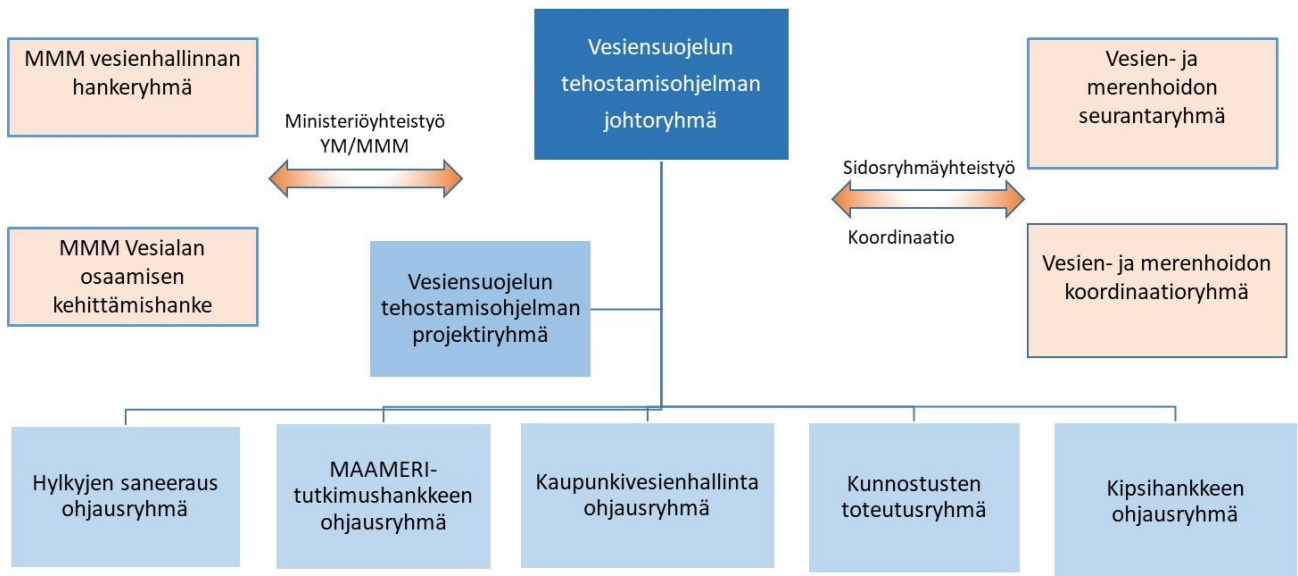 MMM vesienhallinnan
hankeryhmä
Vesiensuojelun
tehostamisohjelman
johtoryhmä
Vesien- ja
merenhoidon
seurantaryhmä
Ministeriöyhteistyö
YM/MMM
Sidosryhmäyhteistyö
Koordinaatio
MMM Vesialan
osaamisen
kehittämishanke
Vesiensuojelun
tehostamisohjelman
projektiryhmä
Vesien- ja merenhoidon
koordinaatioryhmä
Hylkyjen saneeraus
ohjausryhmä
MAAMERI-
tutkimushankkeen
ohjausryhmä
Kaupunkivesienhallinta
ohjausryhmä
Kunnostusten
toteutusryhmä
Kipsihankkeen
ohjausryhmä